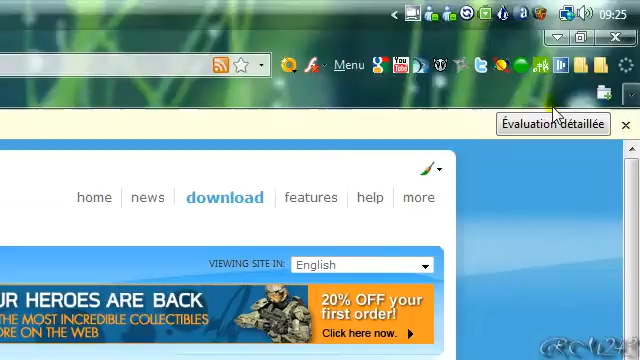 09:25
Menu
Évaluation détaillée
home news download features help more
VIEWING SITE IN: English
UR HEROES ARE BACK
THE MOST INCREDIBLE COLLECTIBLES
ORE ON THE WEB
20% OFF your
first order!
Click here now.